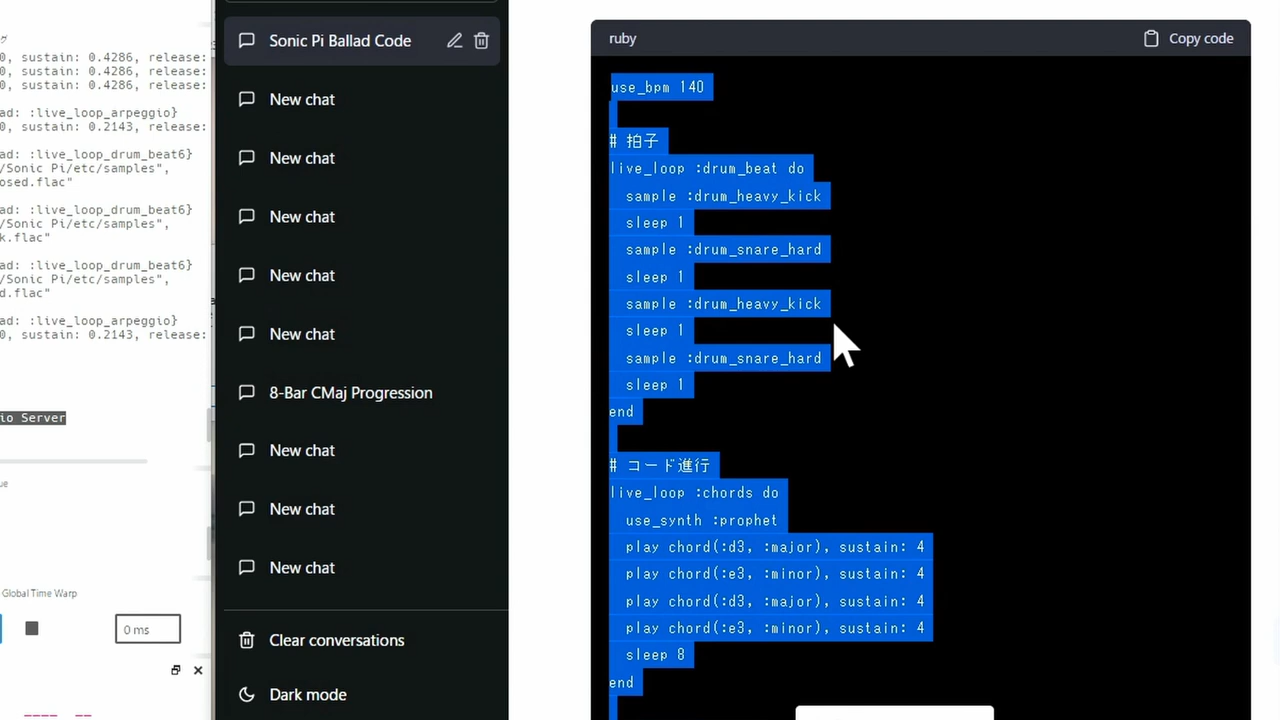 0, sustain: 0.4286, release:
0, sustain: 0.4286, release:
0, sustain: 0.4286, release:
ad: :live_loop_arpeggio}
0, sustain: 0.2143, release:
ad: :live_loop_drum_beat6}
/Sonic Pi/etc/samples",
osed.flac"
ad: :live_loop_drum_beat6}
/Sonic Pi/etc/samples",
k.flac"
ad: :live_loop_drum_beat6}
/Sonic Pi/etc/samples",
d.flac"
ad: :live_loop_arpeggio}
0, sustain: 0.2143, release:
io Server
ue
Global Time Warp
0 ms
Sonic Pi Ballad Code
New chat
New chat
New chat
New chat
New chat
8-Bar CMaj Progression
New chat
New chat
New chat
Clear conversations
Dark mode
ruby
Copy code
use_bpm 140
# 拍子
live_loop :drum_beat do
sample :drum_heavy_kick
sleep 1
sample :drum_snare_hard
sleep 1
sample :drum_heavy_kick
sleep 1
sample :drum_snare_hard
sleep 1
end
# コード進行
live_loop :chords do
use_synth :prophet
play chord(:d3, :major), sustain: 4
play chord(:e3, :minor), sustain: 4
play chord(:d3, :major), sustain: 4
play chord(:e3, :minor), sustain: 4
sleep 8
end